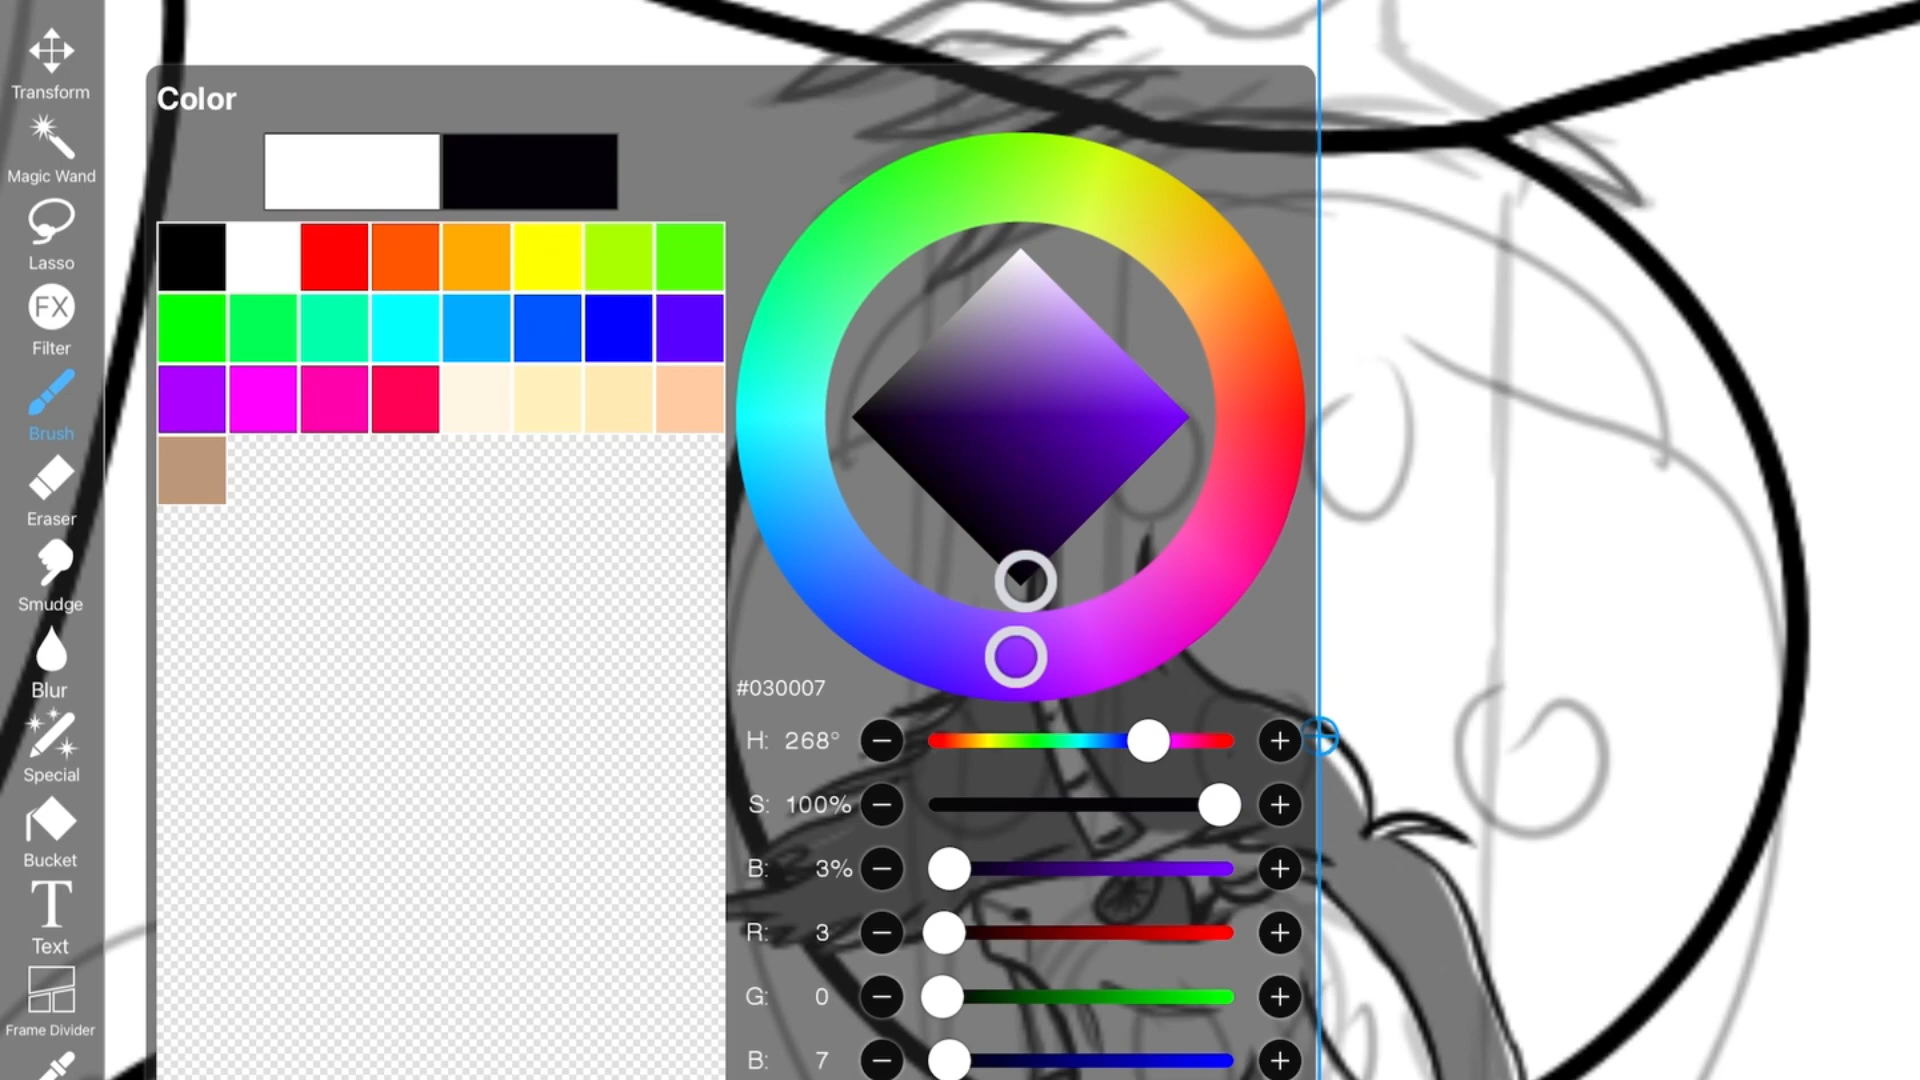 Transform
Magic Wand
Lasso
FX
Filter
Brush
Eraser
Smudge
Blur
Special
Bucket
T
Text
Frame Divider
Color
#030007
H: 268°
S: 100%
B: 3%
R: 3
G: 0
B: 7